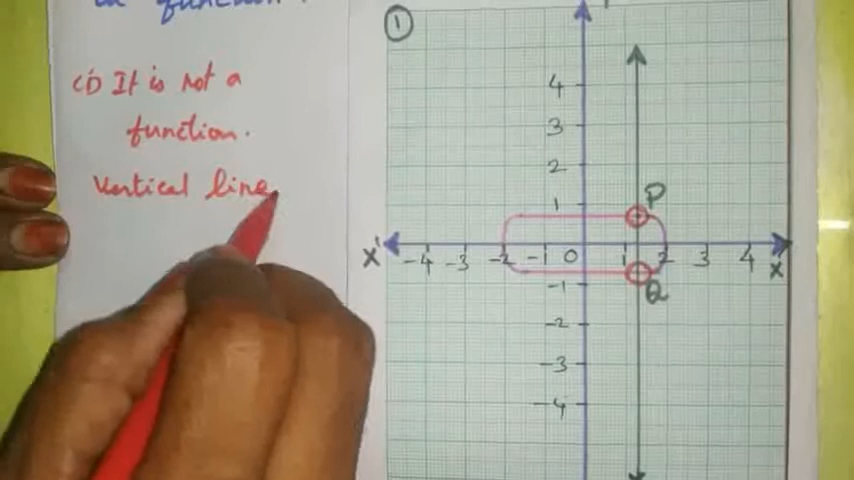 a function.
(i) It is not a
function.
Vertical line
1
4
3
2
1
P
X' -4 -3 -2 -1 0 1 2 3 4 X
Q
-1
-2
-3
-4